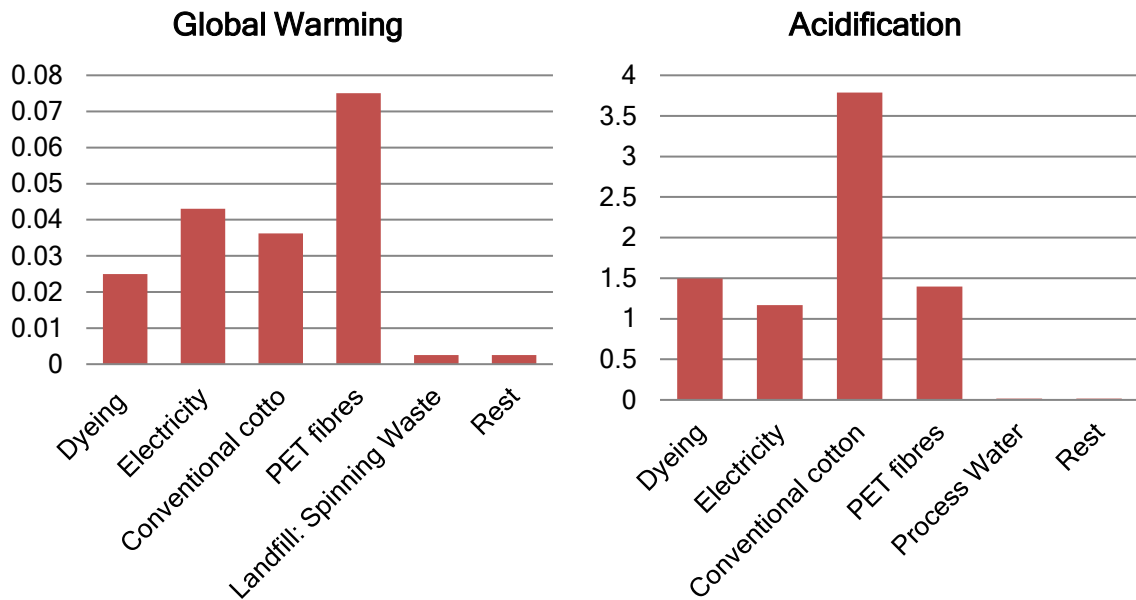 Global Warming
0.08
0.07
0.06
0.05
0.04
0.03
0.02
0.01
0
Dyeing
Electricity
Conventional cotto
PET fibres
Landfill: Spinning Waste
Rest
Acidification
4
3.5
3
2.5
2
1.5
1
0.5
0
Dyeing
Electricity
Conventional cotton
PET fibres
Process Water
Rest